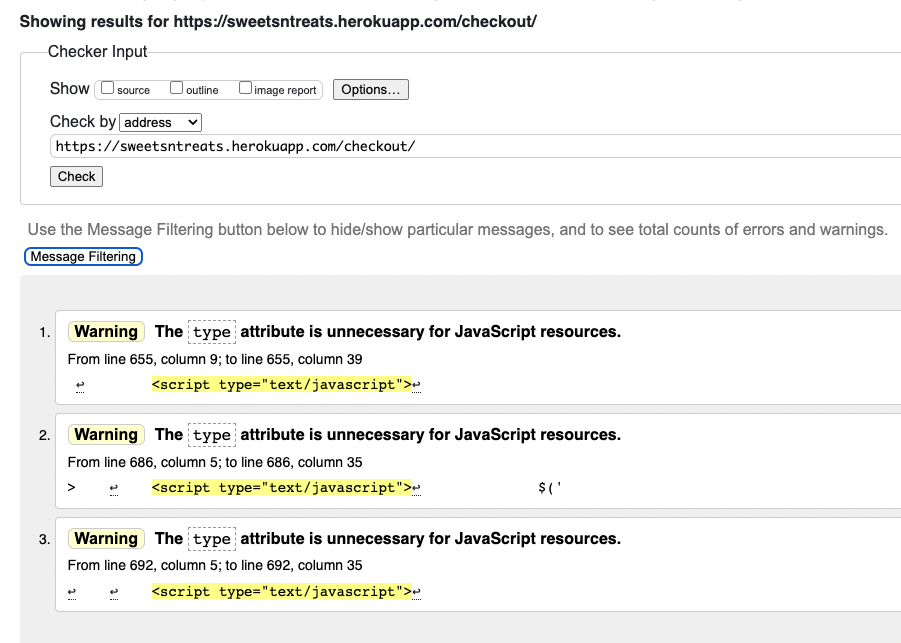 Showing results for https://sweetsntreats.herokuapp.com/checkout/
Checker Input
Show source outline image report Options...
Check by address
https://sweetsntreats.herokuapp.com/checkout/
Check
Use the Message Filtering button below to hide/show particular messages, and to see total counts of errors and warnings.
Message Filtering
1. Warning The type attribute is unnecessary for JavaScript resources.
From line 655, column 9; to line 655, column 39
↩ <script type="text/javascript">↩
2. Warning The type attribute is unnecessary for JavaScript resources.
From line 686, column 5; to line 686, column 35
> ↩ <script type="text/javascript">↩ $('
3. Warning The type attribute is unnecessary for JavaScript resources.
From line 692, column 5; to line 692, column 35
↩ ↩ <script type="text/javascript">↩